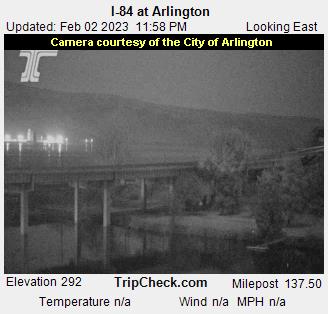 I-84 at Arlington
Updated: Feb 02 2023 11:58 PM Looking East
Camera courtesy of the City of Arlington
Elevation 292 TripCheck.com Milepost 137.50
Temperature n/a Wind n/a MPH n/a